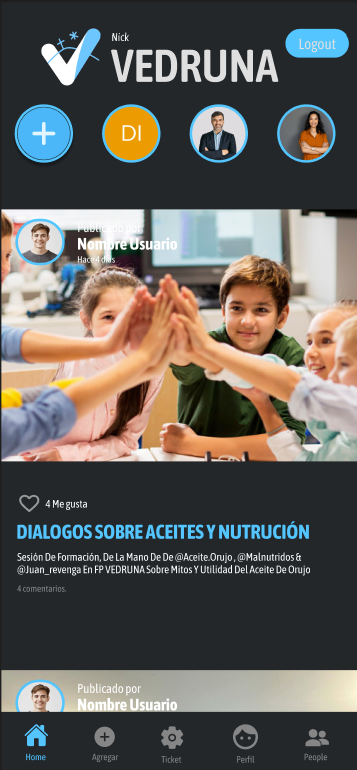 Nick
VEDRUNA
Logout
DI
Publicado por
Nombre Usuario
Hace 4 días
4 Me gusta
DIALOGOS SOBRE ACEITES Y NUTRUCIÓN
Sesión De Formación, De La Mano De De @Aceite.Orujo , @Malnutridos &
@Juan_revenga En FP VEDRUNA Sobre Mitos Y Utilidad Del Aceite De Orujo
4 comentarios.
Publicado por
Nombre Usuario
Home
Agregar
Ticket
Perfil
People